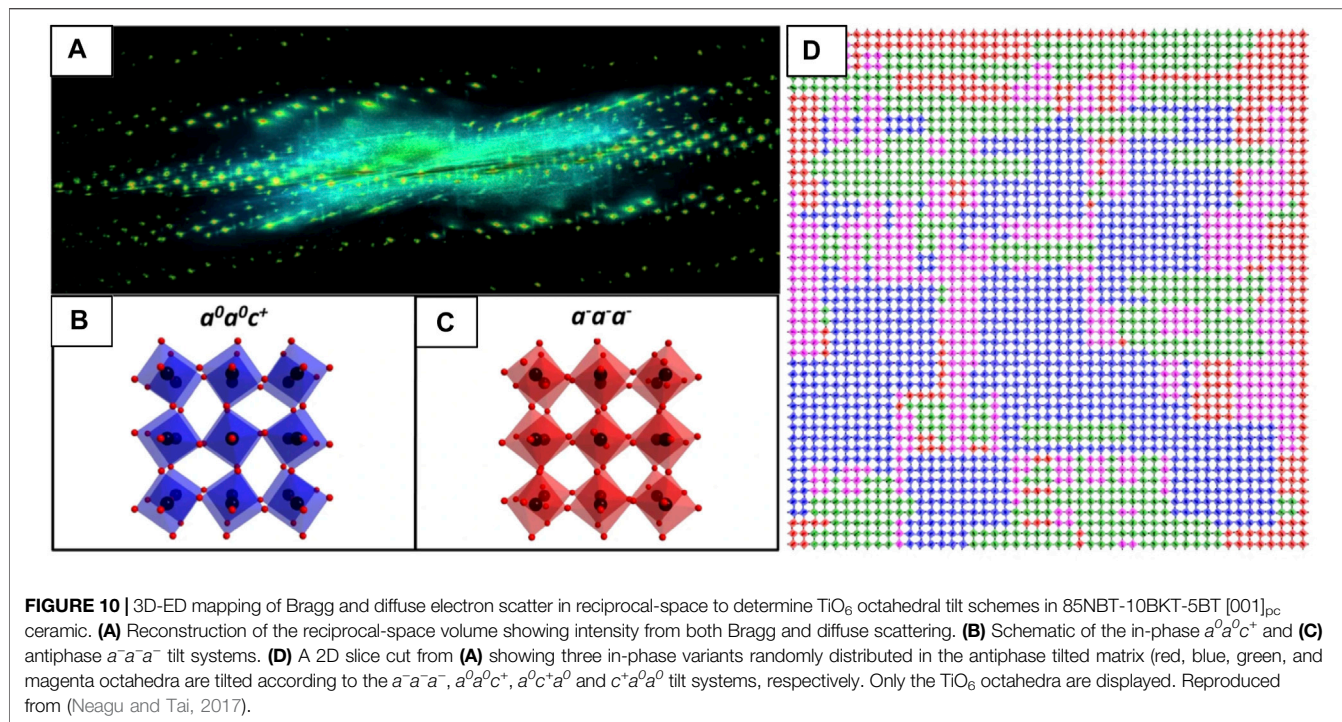 A
D
B
a⁰a⁰c⁺
C
a⁻a⁻a⁻
FIGURE 10 | 3D-ED mapping of Bragg and diffuse electron scatter in reciprocal-space to determine TiO₆ octahedral tilt schemes in 85NBT-10BKT-5BT [001]pc
ceramic. (A) Reconstruction of the reciprocal-space volume showing intensity from both Bragg and diffuse scattering. (B) Schematic of the in-phase a⁰a⁰c⁺ and (C)
antiphase a⁻a⁻a⁻ tilt systems. (D) A 2D slice cut from (A) showing three in-phase variants randomly distributed in the antiphase tilted matrix (red, blue, green, and
magenta octahedra are tilted according to the a⁻a⁻a⁻, a⁰a⁰c⁺, a⁰c⁺a⁰ and c⁺a⁰a⁰ tilt systems, respectively. Only the TiO₆ octahedra are displayed. Reproduced
from (Neagu and Tai, 2017).